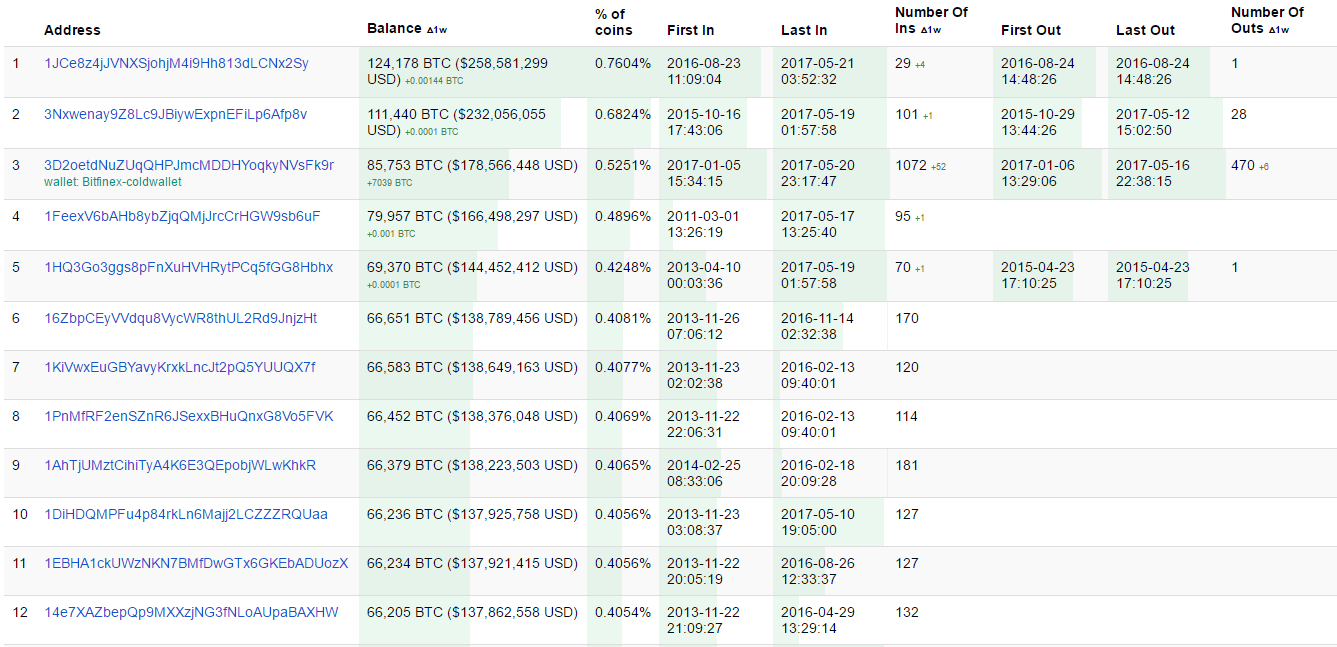 Address Balance Δ1w % of coins First In Last In Number Of Ins Δ1w First Out Last Out Number Of Outs Δ1w
1 1JCe8z4jJVNXSjohjM4i9Hh813dLCNx2Sy 124,178 BTC ($258,581,299 0.7604% 2016-08-23 2017-05-21 29 +4 2016-08-24 2016-08-24 1
USD) +0.00144 BTC 11:09:04 03:52:32 14:48:26 14:48:26
2 3Nxwenay9Z8Lc9JBiywExpnEFiLp6Afp8v 111,440 BTC ($232,056,055 0.6824% 2015-10-16 2017-05-19 101 +1 2015-10-29 2017-05-12 28
USD) +0.0001 BTC 17:43:06 01:57:58 13:44:26 15:02:50
3 3D2oetdNuZUqQHPJmcMDDHYoqkyNVsFk9r 85,753 BTC ($178,566,448 USD) 0.5251% 2017-01-05 2017-05-20 1072 +52 2017-01-06 2017-05-16 470 +6
wallet: Bitfinex-coldwallet +7039 BTC 15:34:15 23:17:47 13:29:06 22:38:15
4 1FeexV6bAHb8ybZjqQMjJrcCrHGW9sb6uF 79,957 BTC ($166,498,297 USD) 0.4896% 2011-03-01 2017-05-17 95 +1
+0.001 BTC 13:26:19 13:25:40
5 1HQ3Go3ggs8pFnXuHVHRytPCq5fGG8Hbhx 69,370 BTC ($144,452,412 USD) 0.4248% 2013-04-10 2017-05-19 70 +1 2015-04-23 2015-04-23 1
+0.0001 BTC 00:03:36 01:57:58 17:10:25 17:10:25
6 16ZbpCEyVVdqu8VycWR8thUL2Rd9JnjzHt 66,651 BTC ($138,789,456 USD) 0.4081% 2013-11-26 2016-11-14 170
07:06:12 02:32:38
7 1KiVwxEuGBYavyKrxkLncJt2pQ5YUUQX7f 66,583 BTC ($138,649,163 USD) 0.4077% 2013-11-23 2016-02-13 120
02:02:38 09:40:01
8 1PnMfRF2enSZnR6JSexxBHuQnxG8Vo5FVK 66,452 BTC ($138,376,048 USD) 0.4069% 2013-11-22 2016-02-13 114
22:06:31 09:40:01
9 1AhTjUMztCihiTyA4K6E3QEpobjWLwKhkR 66,379 BTC ($138,223,503 USD) 0.4065% 2014-02-25 2016-02-18 181
08:33:06 20:09:28
10 1DiHDQMPFu4p84rkLn6Majj2LCZZZRQUaa 66,236 BTC ($137,925,758 USD) 0.4056% 2013-11-23 2017-05-10 127
03:08:37 19:05:00
11 1EBHA1ckUWzNKN7BMfDwGTx6GKEbADUozX 66,234 BTC ($137,921,415 USD) 0.4056% 2013-11-22 2016-08-26 127
20:05:19 12:33:37
12 14e7XAZbepQp9MXXzjNG3fNLoAUpaBAXHW 66,205 BTC ($137,862,558 USD) 0.4054% 2013-11-22 2016-04-29 132
21:09:27 13:29:14